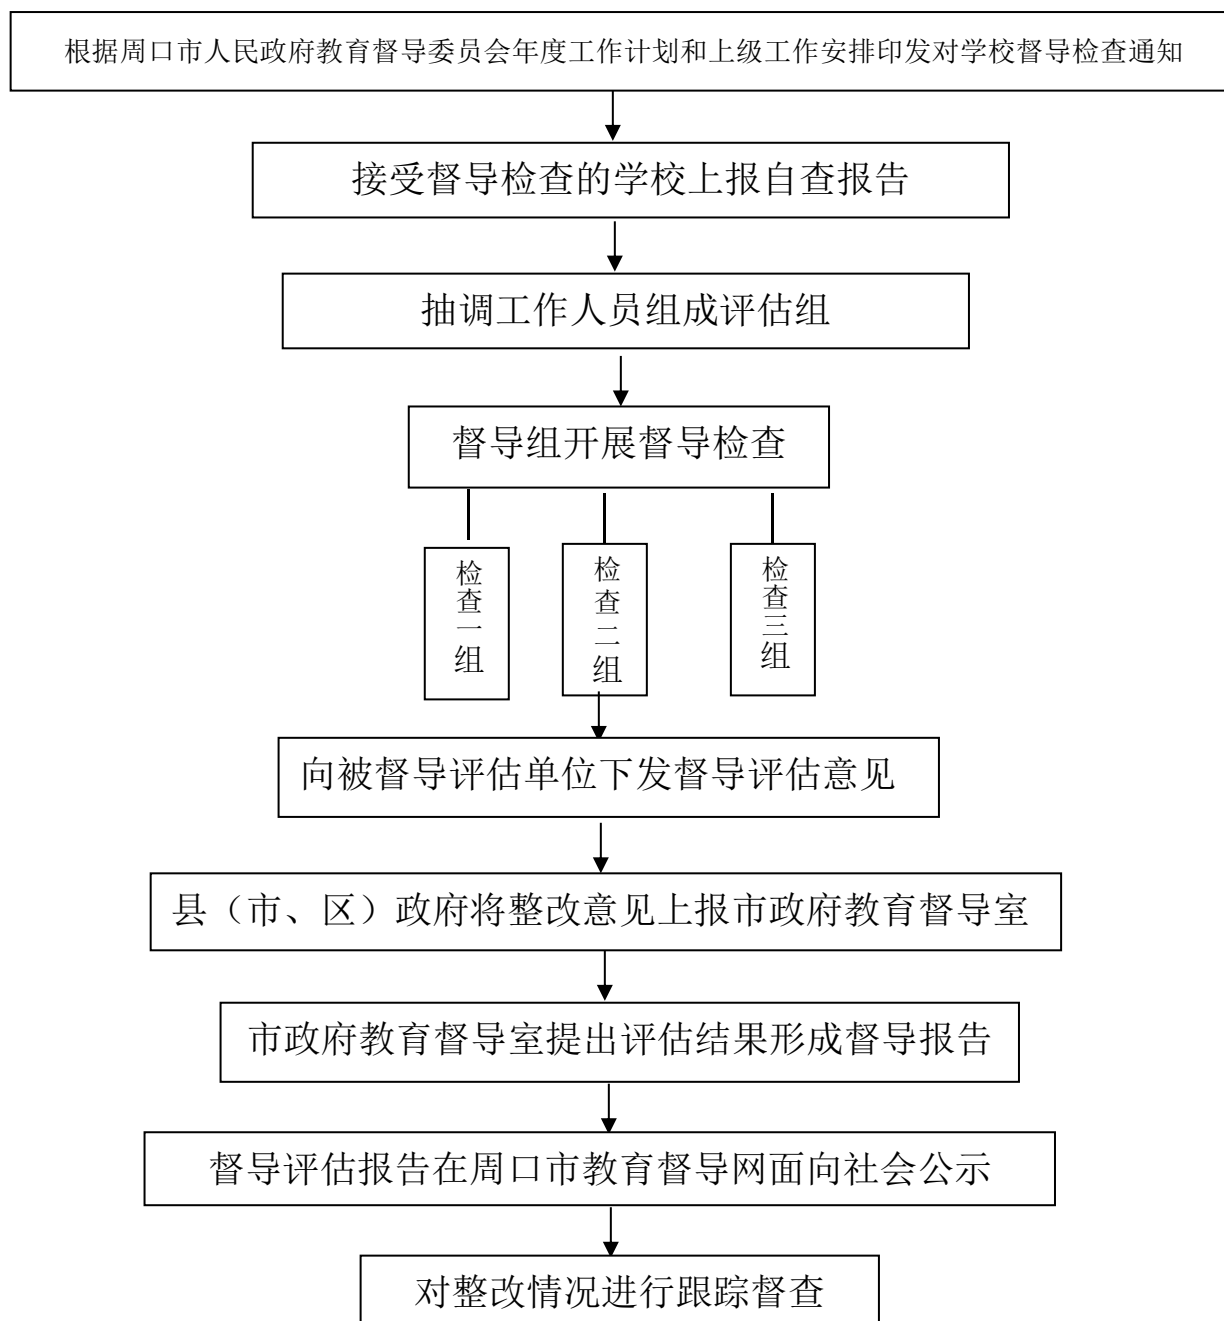 根据周口市人民政府教育督导委员会年度工作计划和上级工作安排印发对学校督导检查通知
接受督导检查的学校上报自查报告
抽调工作人员组成评估组
督导组开展督导检查
检查一组
检查二组
检查三组
向被督导评估单位下发督导评估意见
县（市、区）政府将整改意见上报市政府教育督导室
市政府教育督导室提出评估结果形成督导报告
督导评估报告在周口市教育督导网面向社会公示
对整改情况进行跟踪督查